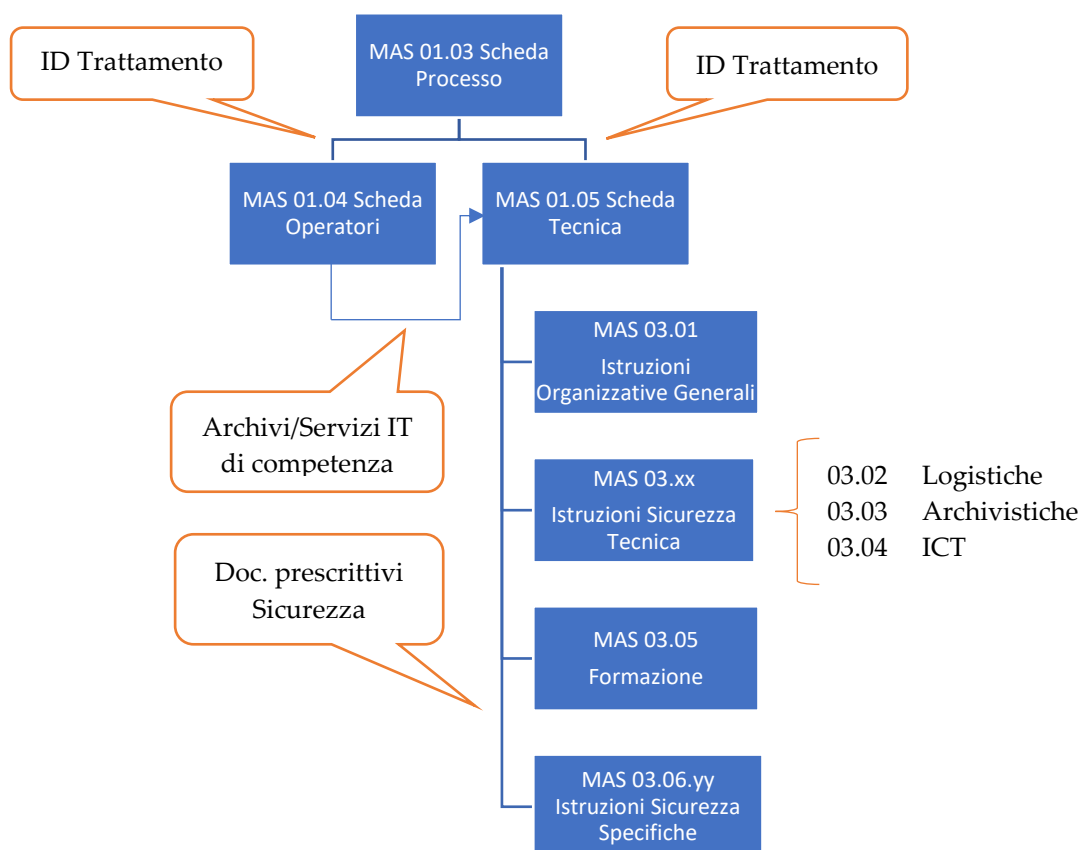 ID Trattamento
MAS 01.03 Scheda
Processo
ID Trattamento
MAS 01.04 Scheda
Operatori
MAS 01.05 Scheda
Tecnica
MAS 03.01
Istruzioni
Organizzative Generali
Archivi/Servizi IT
di competenza
MAS 03.xx
Istruzioni Sicurezza
Tecnica
03.02 Logistiche
03.03 Archivistiche
03.04 ICT
Doc. prescrittivi
Sicurezza
MAS 03.05
Formazione
MAS 03.06.yy
Istruzioni Sicurezza
Specifiche